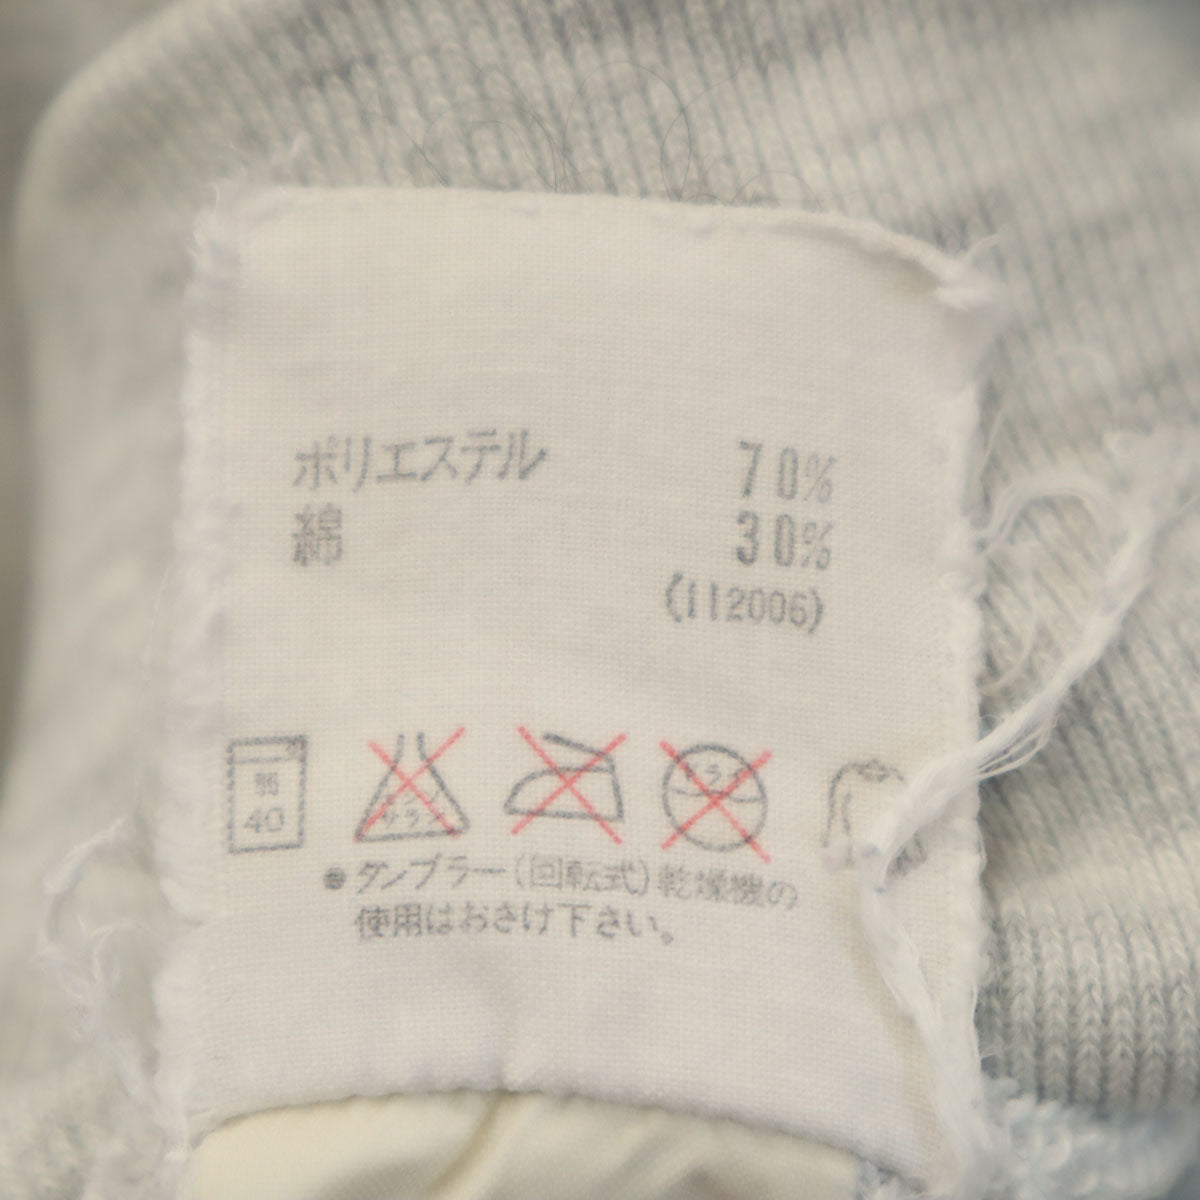 ポリエステル 70%
綿 30%
(112006)
弱
40
●タンブラー(回転式)乾燥機の
使用はおさけ下さい。